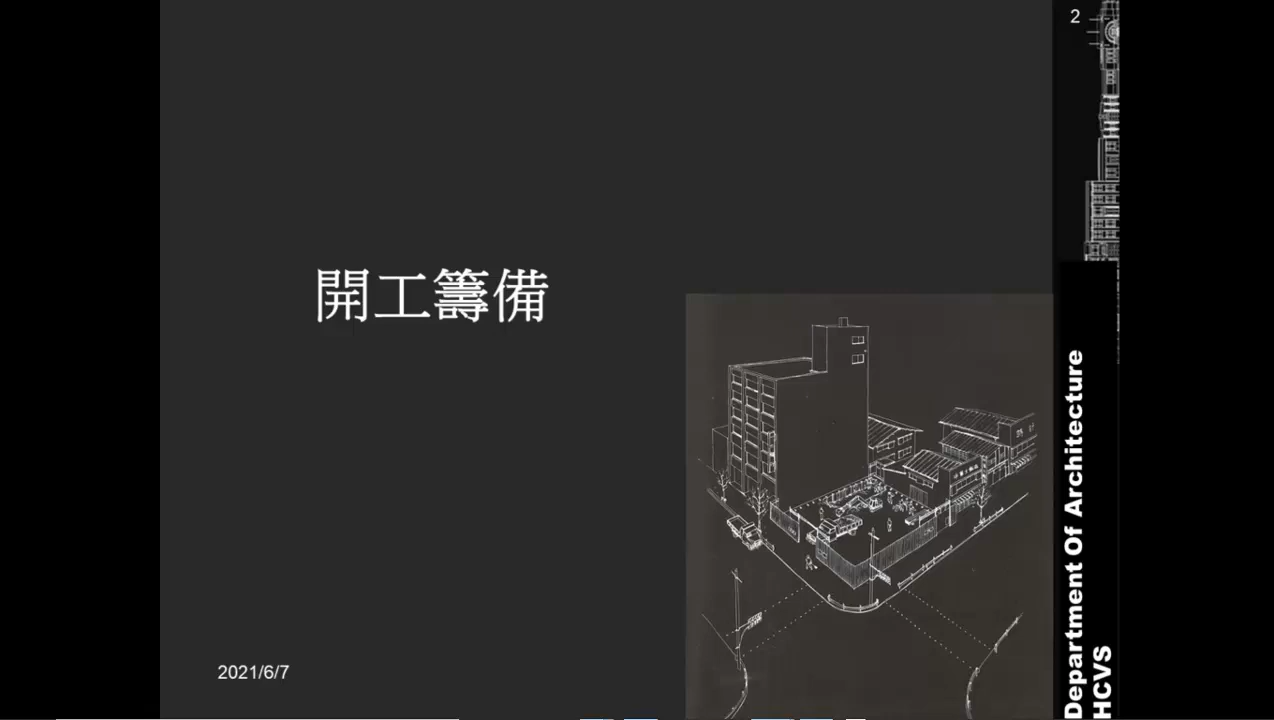 2
開工籌備
Department Of Architecture
HCVS
2021/6/7